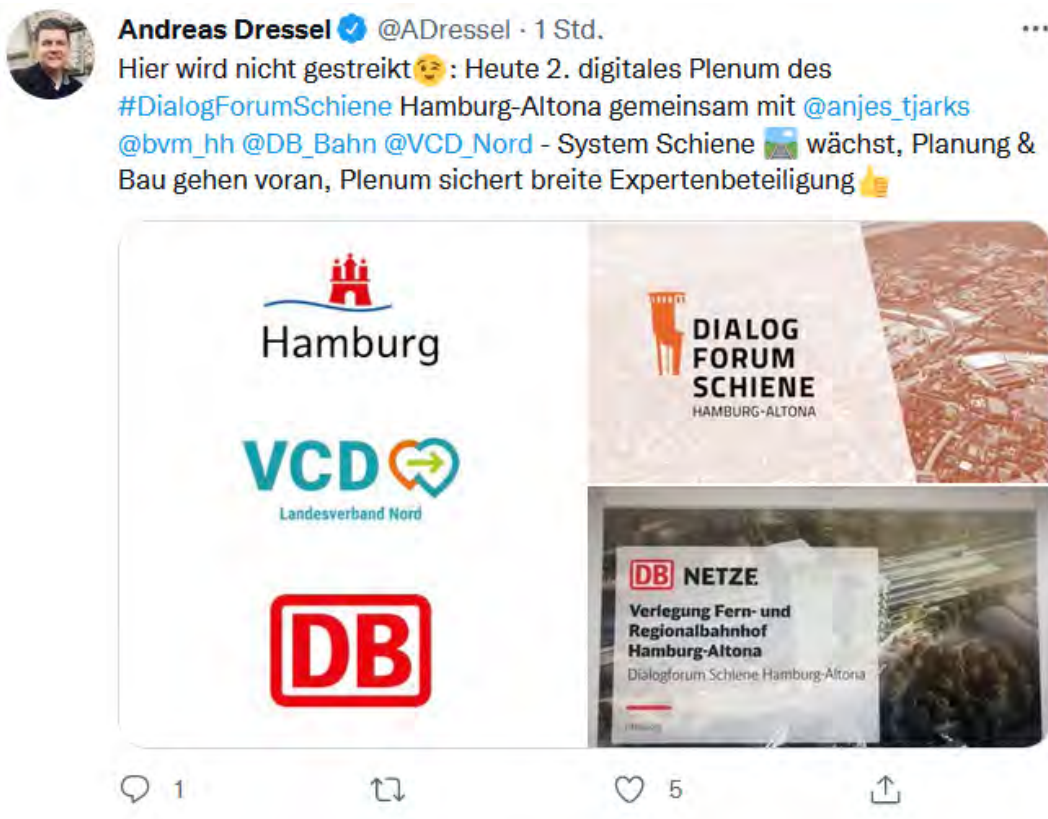 Andreas Dressel @ADressel · 1 Std.
Hier wird nicht gestreikt😉: Heute 2. digitales Plenum des
#DialogForumSchiene Hamburg-Altona gemeinsam mit @anjes_tjarks
@bvm_hh @DB_Bahn @VCD_Nord - System Schiene 🛤️ wächst, Planung &
Bau gehen voran, Plenum sichert breite Expertenbeteiligung👍
Hamburg
VCD
Landesverband Nord
DB
DIALOG
FORUM
SCHIENE
HAMBURG-ALTONA
DB NETZE
Verlegung Fern- und
Regionalbahnhof
Hamburg-Altona
Dialogforum Schiene Hamburg-Altona
1
5